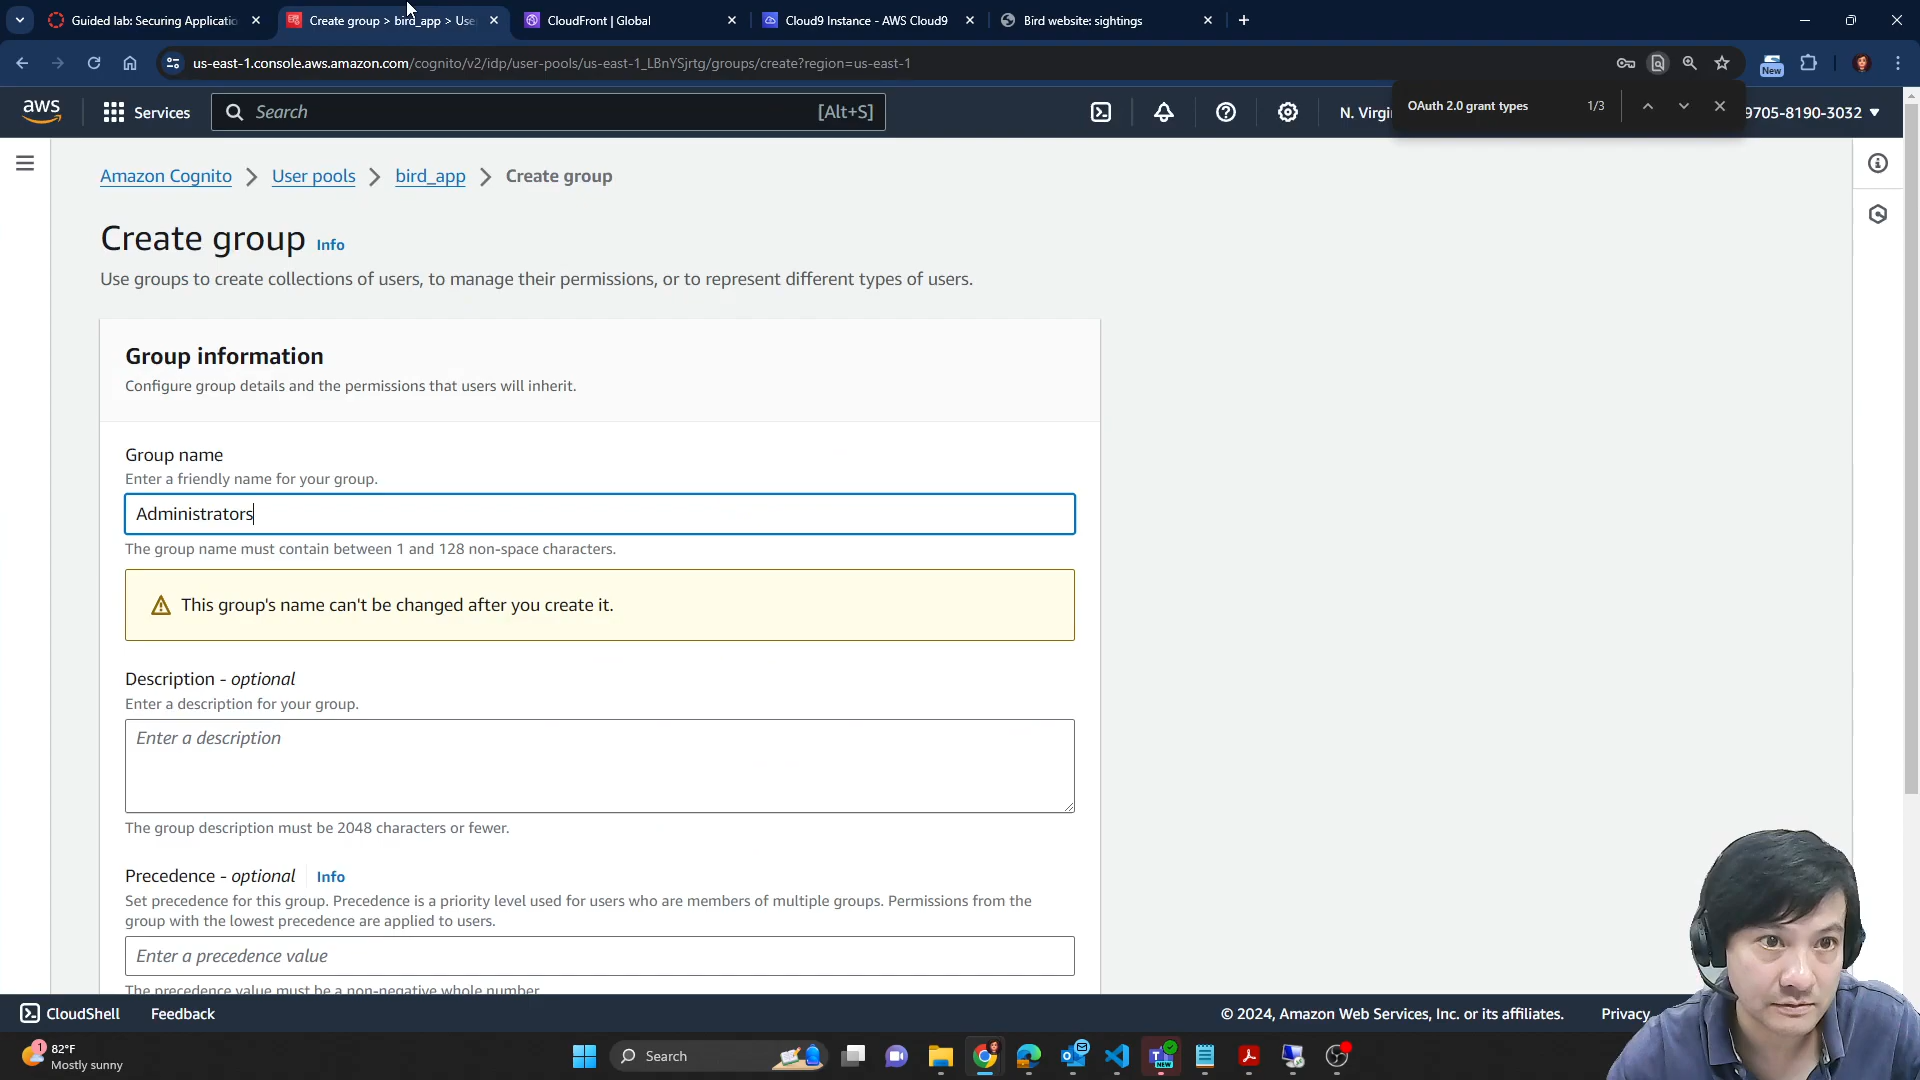 Guided lab: Securing Applicatio
Create group > bird_app > Use
CloudFront | Global
Cloud9 Instance - AWS Cloud9
Bird website: sightings
us-east-1.console.aws.amazon.com/cognito/v2/idp/user-pools/us-east-1_LBnYSjrtg/groups/create?region=us-east-1
New
aws
Services
Search
[Alt+S]
N. Virgi
OAuth 2.0 grant types
1/3
9705-8190-3032
Amazon Cognito
User pools
bird_app
Create group
Create group Info
Use groups to create collections of users, to manage their permissions, or to represent different types of users.
Group information
Configure group details and the permissions that users will inherit.
Group name
Enter a friendly name for your group.
Administrators
The group name must contain between 1 and 128 non-space characters.
This group's name can't be changed after you create it.
Description - optional
Enter a description for your group.
Enter a description
The group description must be 2048 characters or fewer.
Precedence - optional Info
Set precedence for this group. Precedence is a priority level used for users who are members of multiple groups. Permissions from the
group with the lowest precedence are applied to users.
Enter a precedence value
The precedence value must be a non-negative whole number.
CloudShell
Feedback
© 2024, Amazon Web Services, Inc. or its affiliates.
Privacy
1
82°F
Mostly sunny
Search
NEW